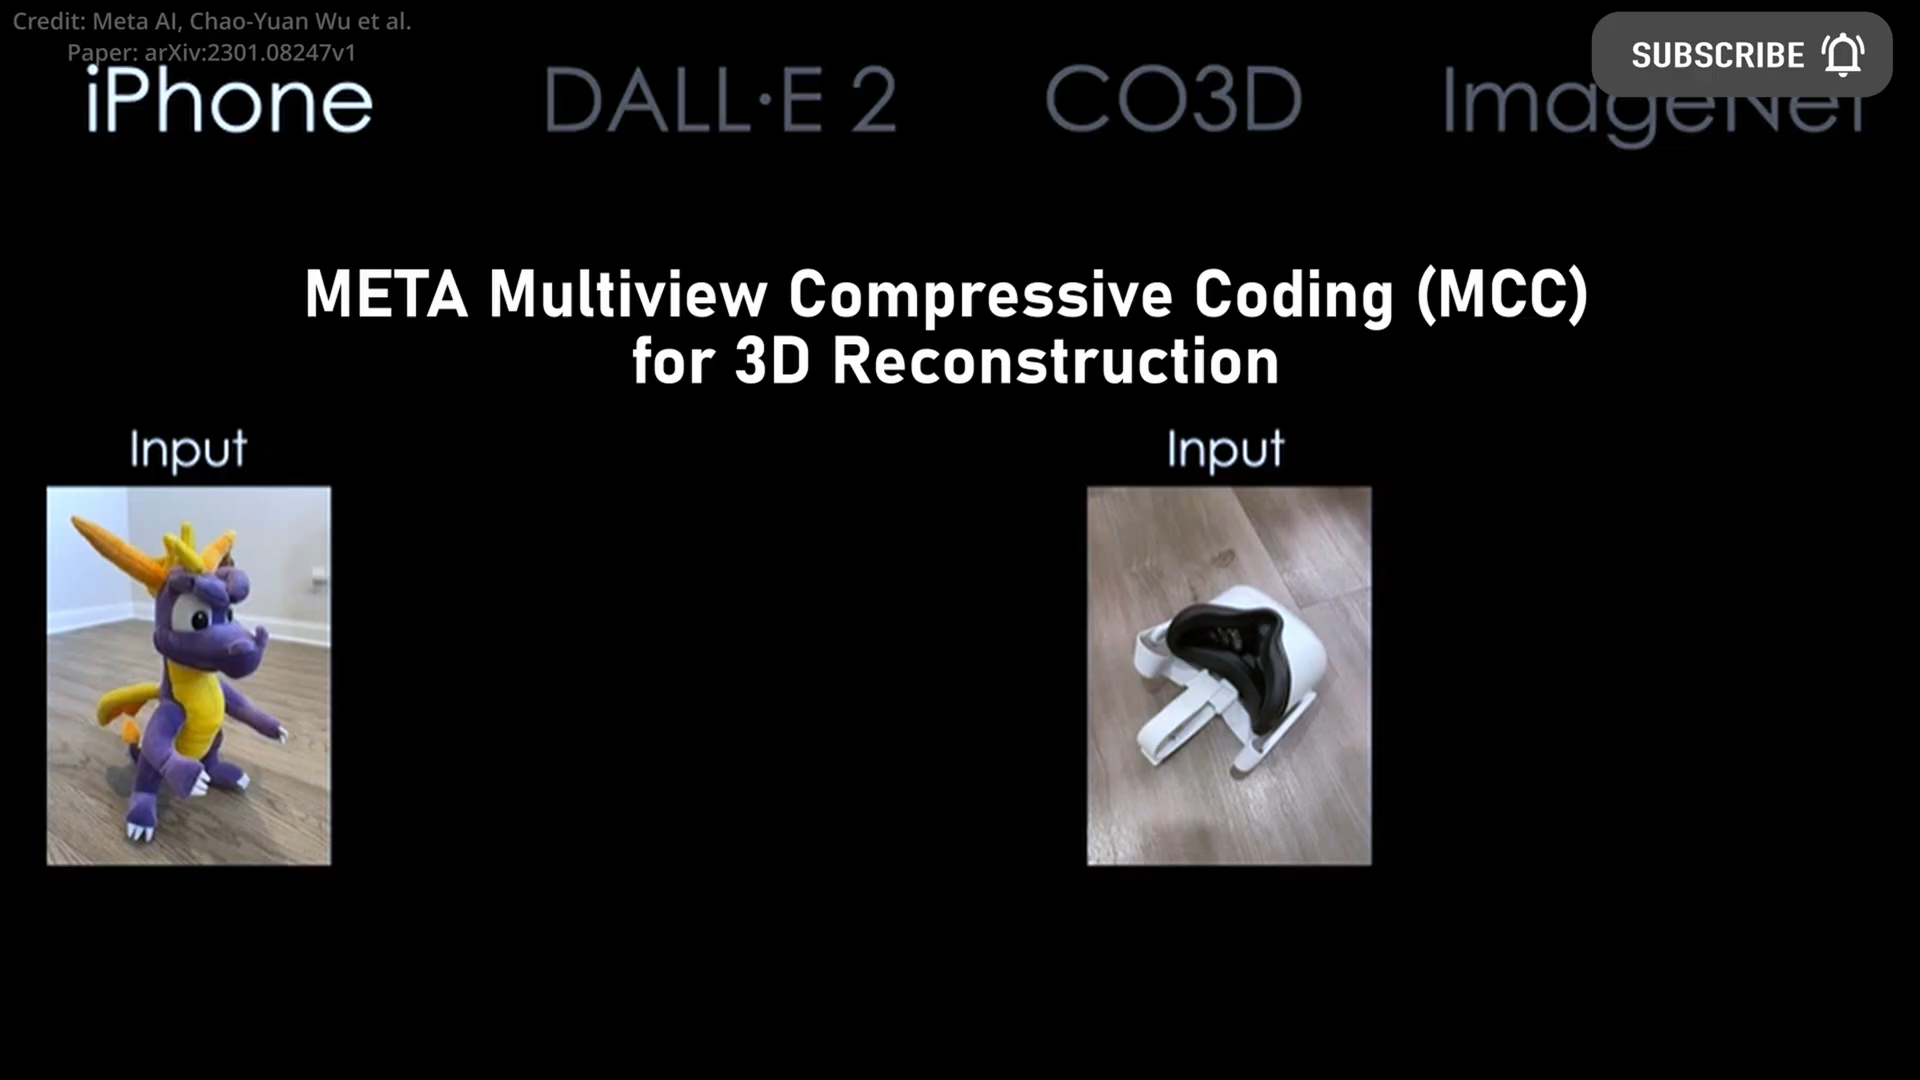 Credit: Meta AI, Chao-Yuan Wu et al.
Paper: arXiv:2301.08247v1
SUBSCRIBE
iPhone
DALL·E 2
CO3D
ImageNet
META Multiview Compressive Coding (MCC)
for 3D Reconstruction
Input
Input